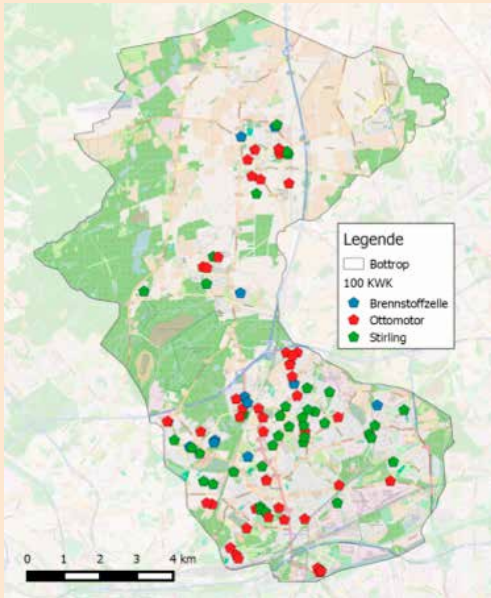 Legende
Bottrop
100 KWK
Brennstoffzelle
Ottomotor
Stirling
0 1 2 3 4 km